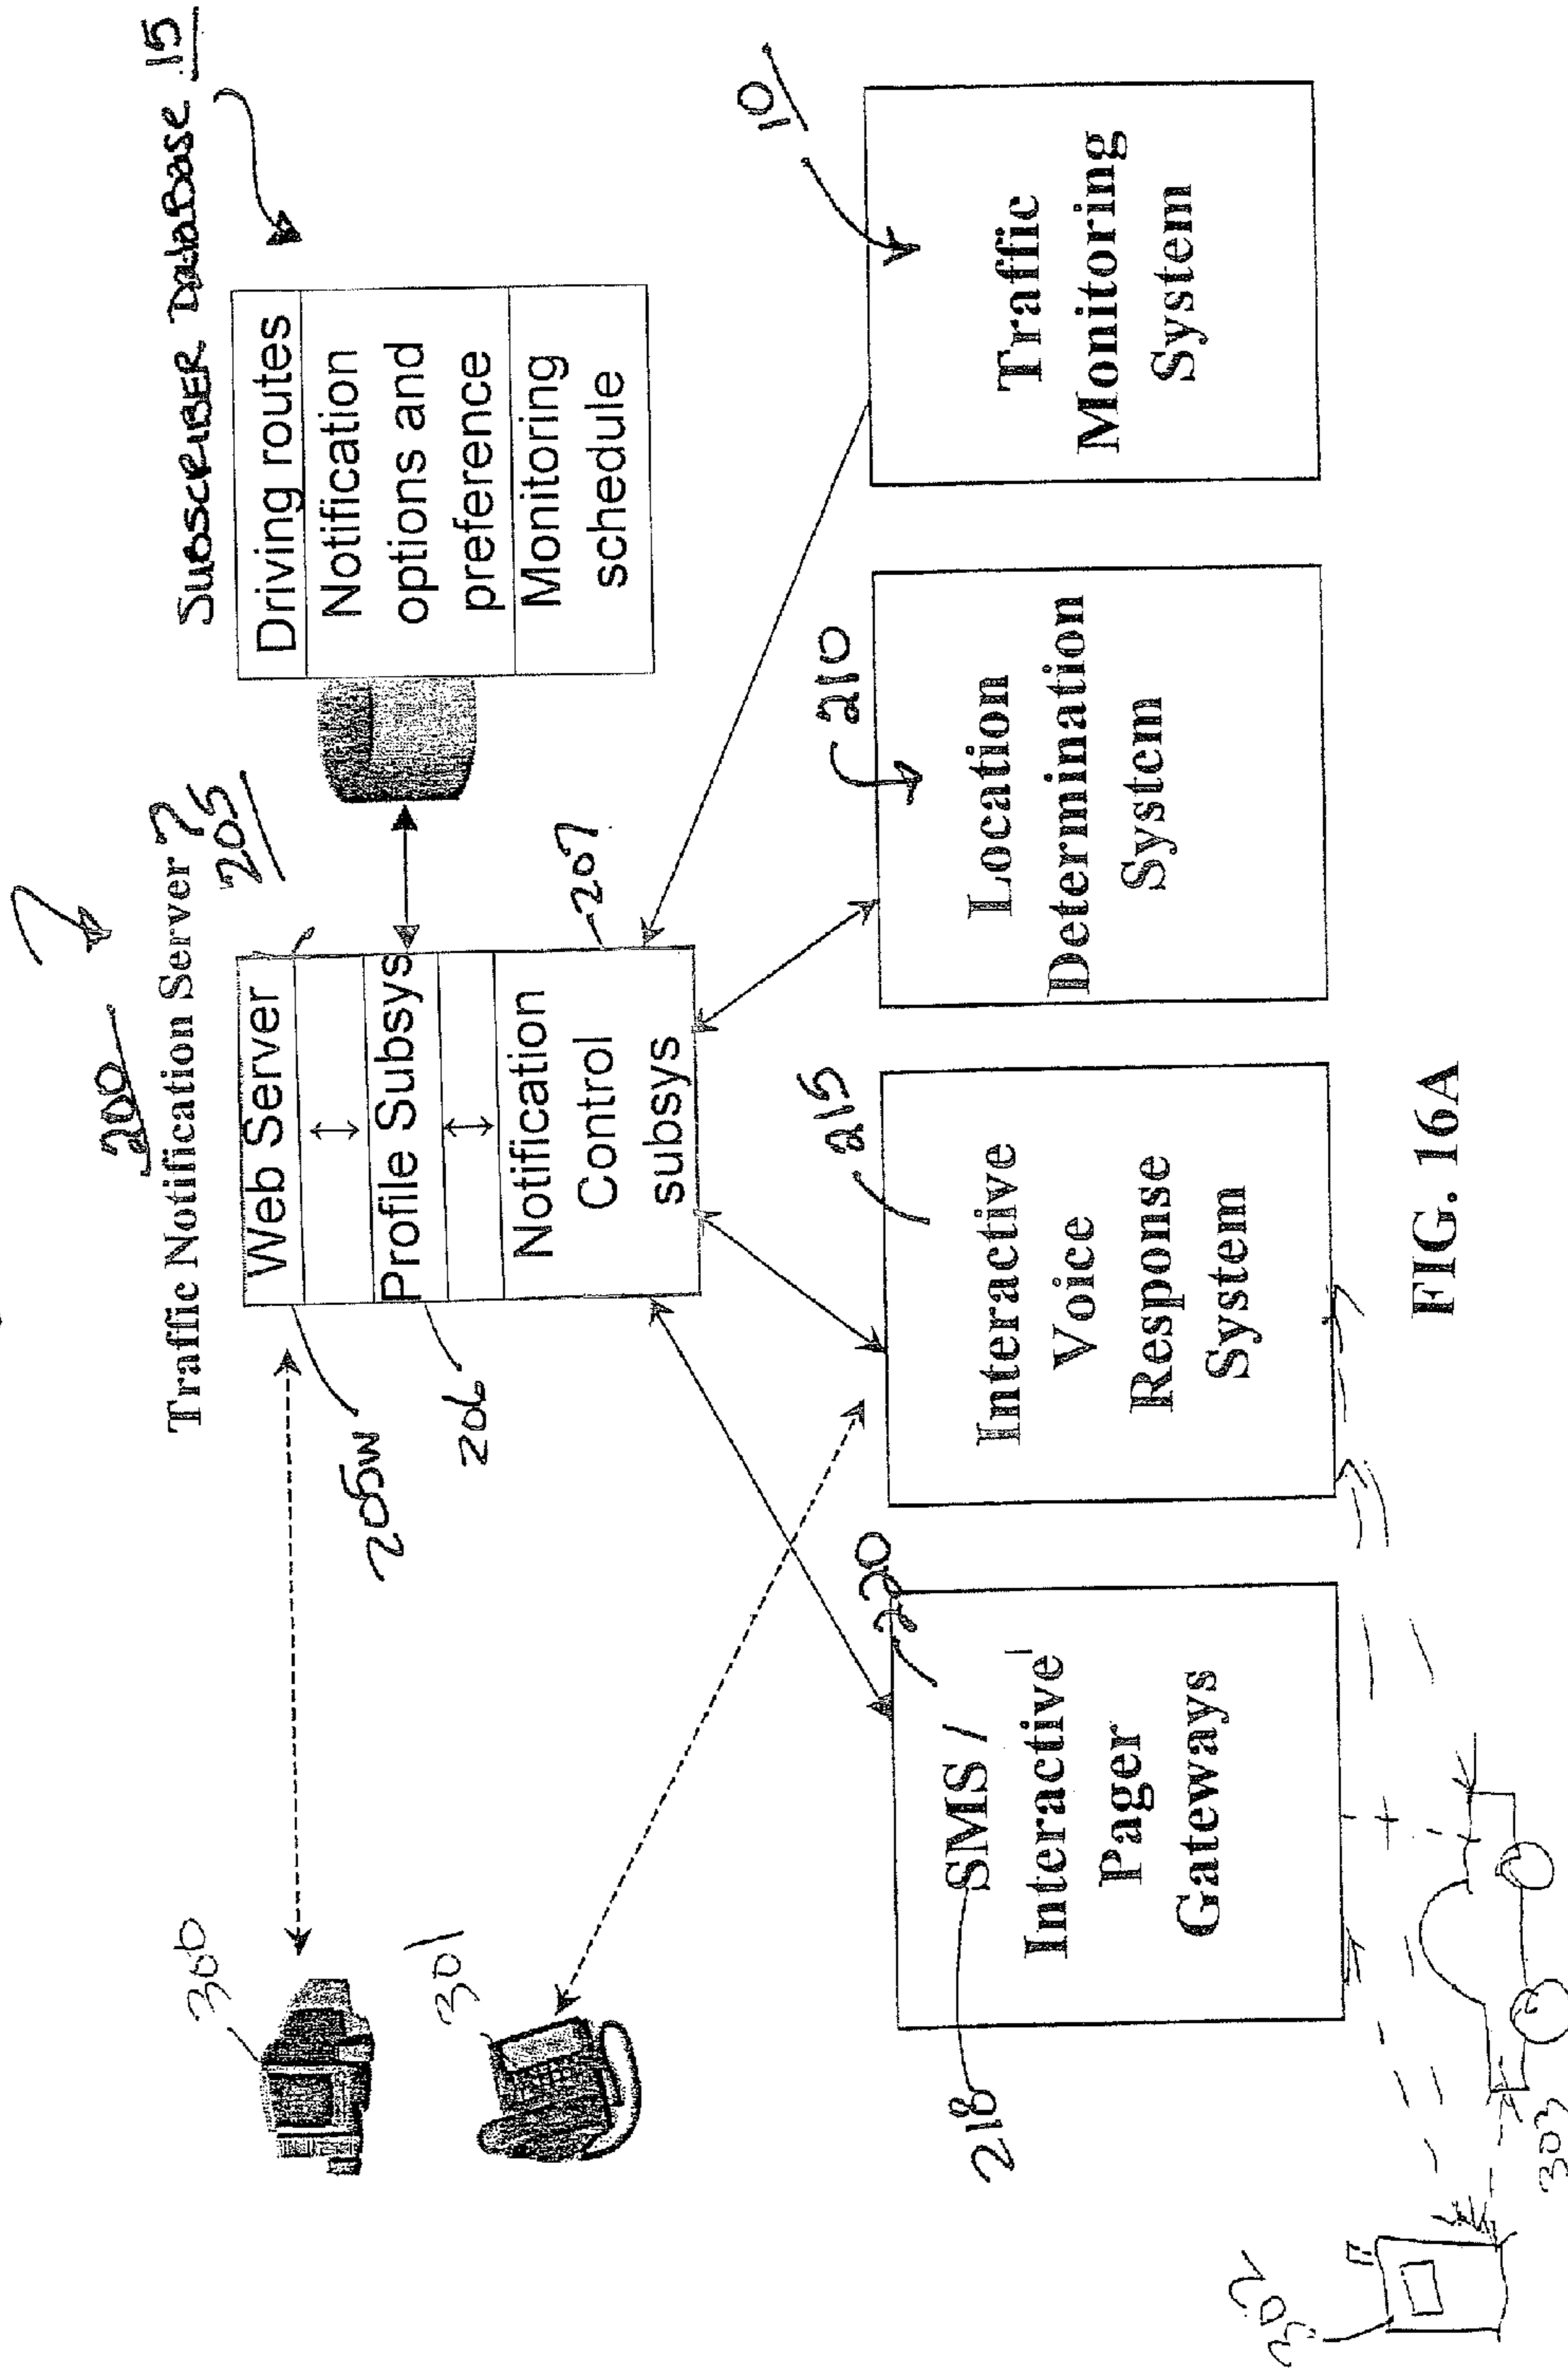 200
Traffic Notification Server
205
SUBSCRIBER DataBase 15
Web Server
Profile Subsys
Notification
Control
subsys
Driving routes
Notification
options and
preference
Monitoring
schedule
300
301
205W
206
207
220
218
SMS /
Interactive
Pager
Gateways
215
Interactive
Voice
Response
System
210
Location
Determination
System
10
Traffic
Monitoring
System
302
303
FIG. 16A